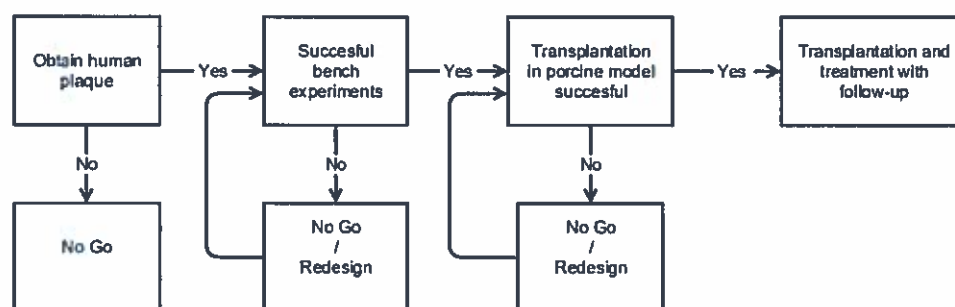 Obtain human
plaque
Yes
Succesful
bench
experiments
Yes
Transplantation
in porcine model
succesful
Yes
Transplantation and
treatment with
follow-up
No
No
No
No Go
No Go
/
Redesign
No Go
/
Redesign